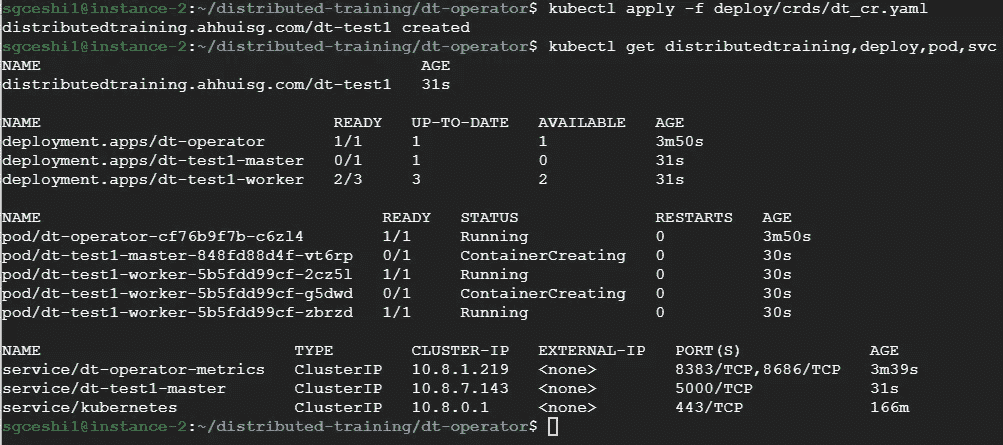 sgceshi1@instance-2:~/distributed-training/dt-operator$ kubectl apply -f deploy/crds/dt_cr.yaml
distributedtraining.ahhuisg.com/dt-test1 created
sgceshi1@instance-2:~/distributed-training/dt-operator$ kubectl get distributedtraining,deploy,pod,svc
NAME                                       AGE
distributedtraining.ahhuisg.com/dt-test1   31s
NAME                              READY   UP-TO-DATE   AVAILABLE   AGE
deployment.apps/dt-operator       1/1     1            1           3m50s
deployment.apps/dt-test1-master   0/1     1            0           31s
deployment.apps/dt-test1-worker   2/3     3            2           31s
NAME                                   READY   STATUS              RESTARTS   AGE
pod/dt-operator-cf76b9f7b-c6zl4        1/1     Running             0          3m50s
pod/dt-test1-master-848fd88d4f-vt6rp   0/1     ContainerCreating   0          30s
pod/dt-test1-worker-5b5fdd99cf-2cz5l   1/1     Running             0          30s
pod/dt-test1-worker-5b5fdd99cf-g5dwd   0/1     ContainerCreating   0          30s
pod/dt-test1-worker-5b5fdd99cf-zbrzd   1/1     Running             0          30s
NAME                          TYPE        CLUSTER-IP   EXTERNAL-IP   PORT(S)             AGE
service/dt-operator-metrics   ClusterIP   10.8.1.219   <none>        8383/TCP,8686/TCP   3m39s
service/dt-test1-master       ClusterIP   10.8.7.143   <none>        5000/TCP            31s
service/kubernetes            ClusterIP   10.8.0.1     <none>        443/TCP             166m
sgceshi1@instance-2:~/distributed-training/dt-operator$